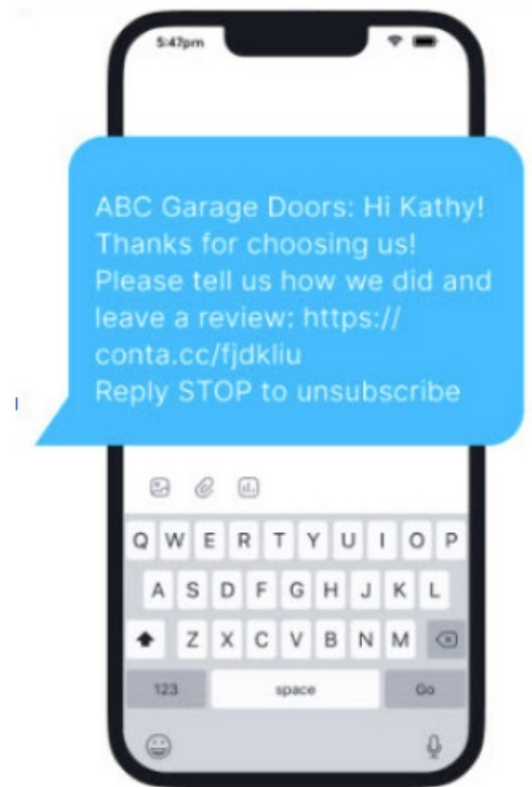 5:47pm
ABC Garage Doors: Hi Kathy!
Thanks for choosing us!
Please tell us how we did and
leave a review: https://
conta.cc/fjdkliu
Reply STOP to unsubscribe
Q W E R T Y U I O P
A S D F G H J K L
Z X C V B N M
123 space Go